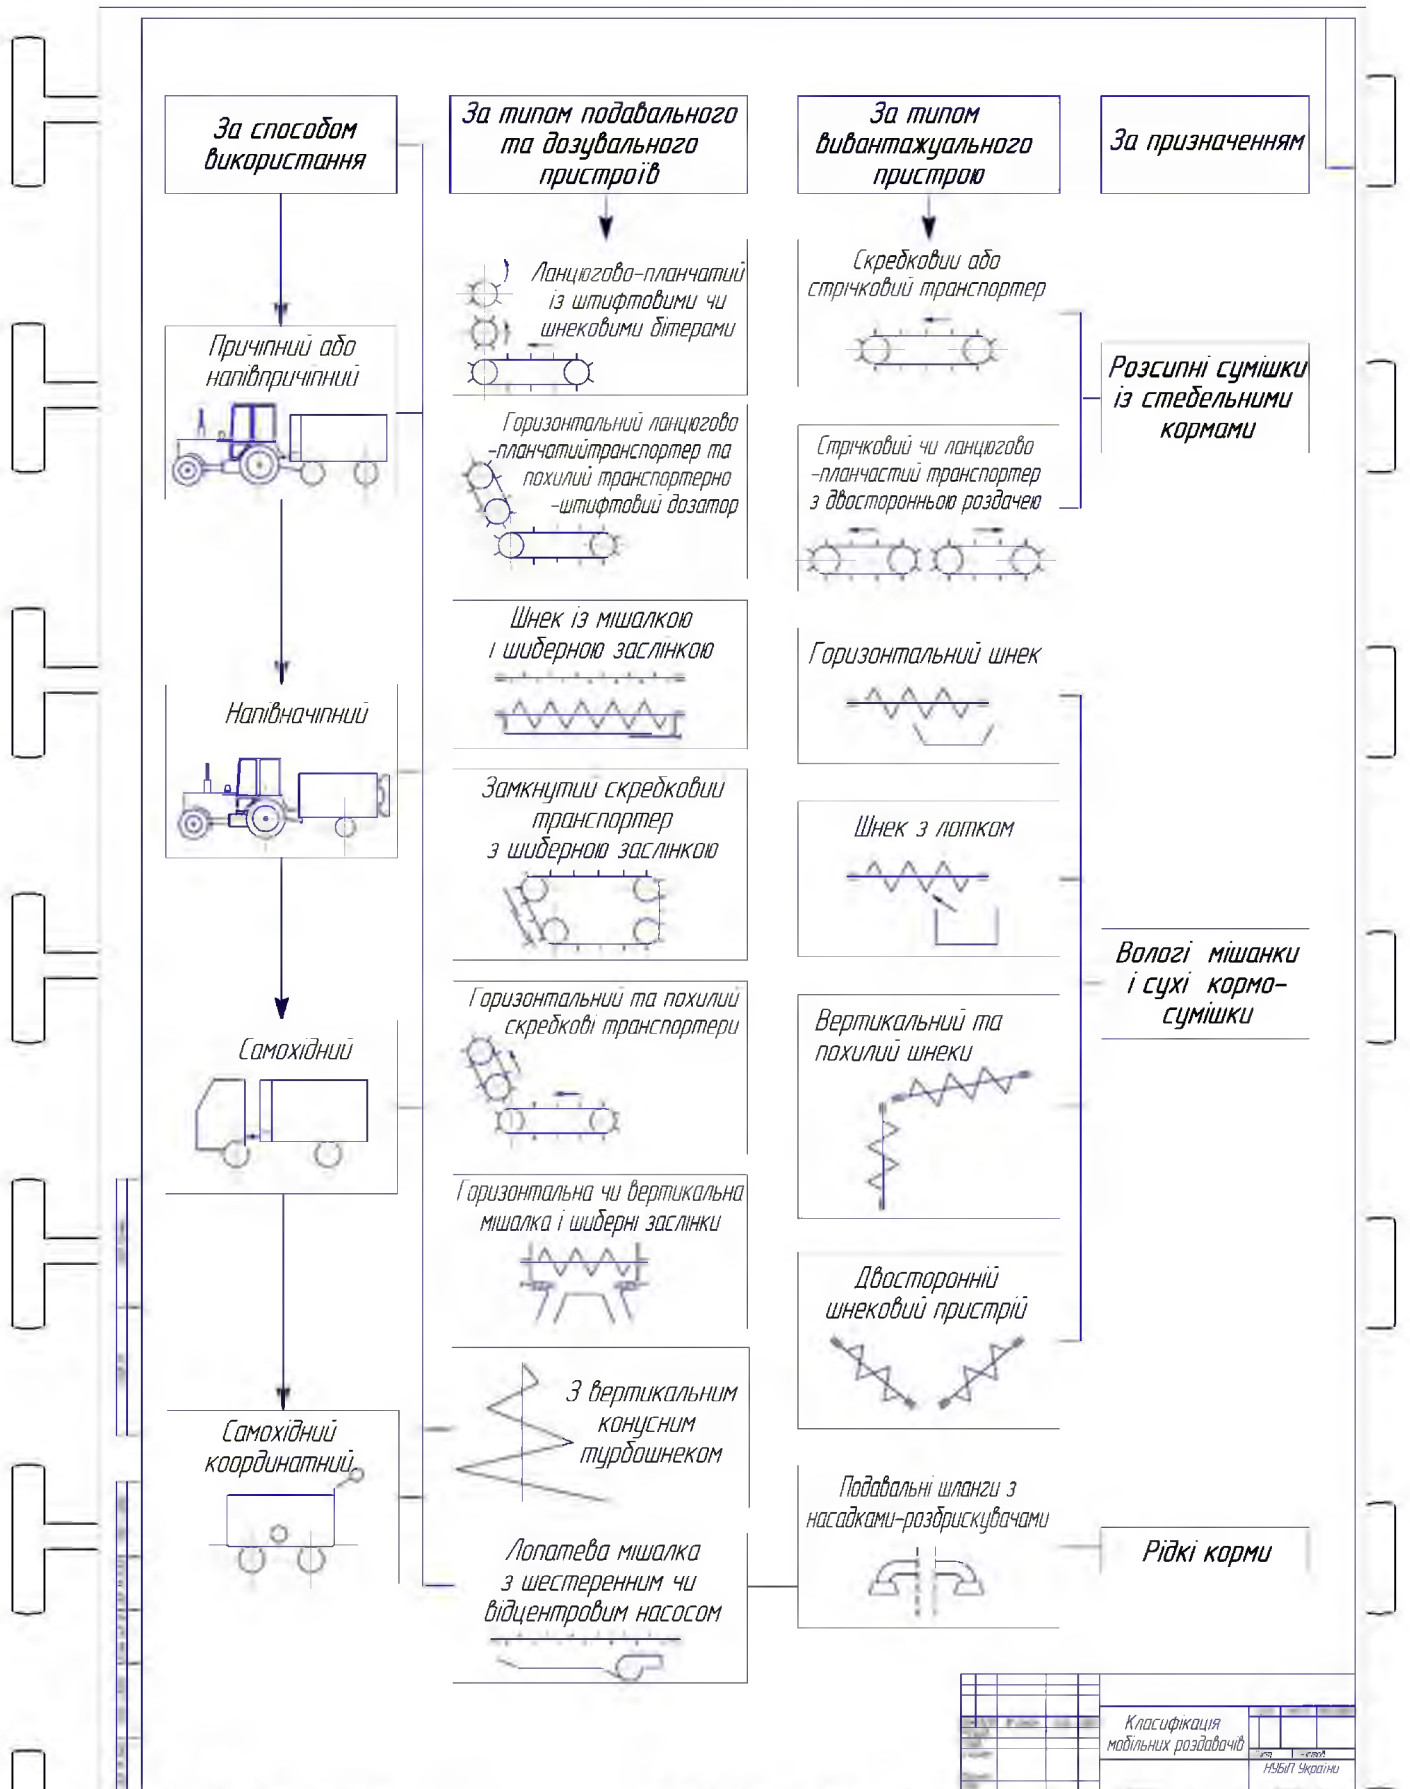 За способом
використання
За типом подавального
та дозувального
пристроїв
За типом
вивантажуального
пристрою
За призначенням
Причіпний або
напівпричіпний
Напівначіпний
Самохідний
Самохідний
координатний
Ланцюгово-планчатий
із штифтовими чи
шнековими бітерами
Горизонтальний ланцюгово
-планчатийтранспортер та
похилий транспортерно
-штифтовий дозатор
Шнек із мішалкою
і шиберною заслінкою
Замкнутий скребковий
транспортер
з шиберною заслінкою
Горизонтальний та похилий
скребкові транспортери
Горизонтальна чи вертикальна
мішалка і шиберні заслінки
З вертикальним
конусним
турбошнеком
Лопатева мішалка
з шестеренним чи
відцентровим насосом
Скребковий або
стрічковий транспортер
Стрічковий чи ланцюгово
-планчастий транспортер
з двосторонньою роздачею
Горизонтальний шнек
Шнек з лотком
Вертикальний та
похилий шнеки
Двосторонній
шнековий пристрій
Подавальні шланги з
насадками-розбрискувачами
Розсипні сумішки
із стебельними
кормами
Вологі мішанки
і сухі кормо-
сумішки
Рідкі корми
Класифікація
мобільних роздавачів
НУБіП України